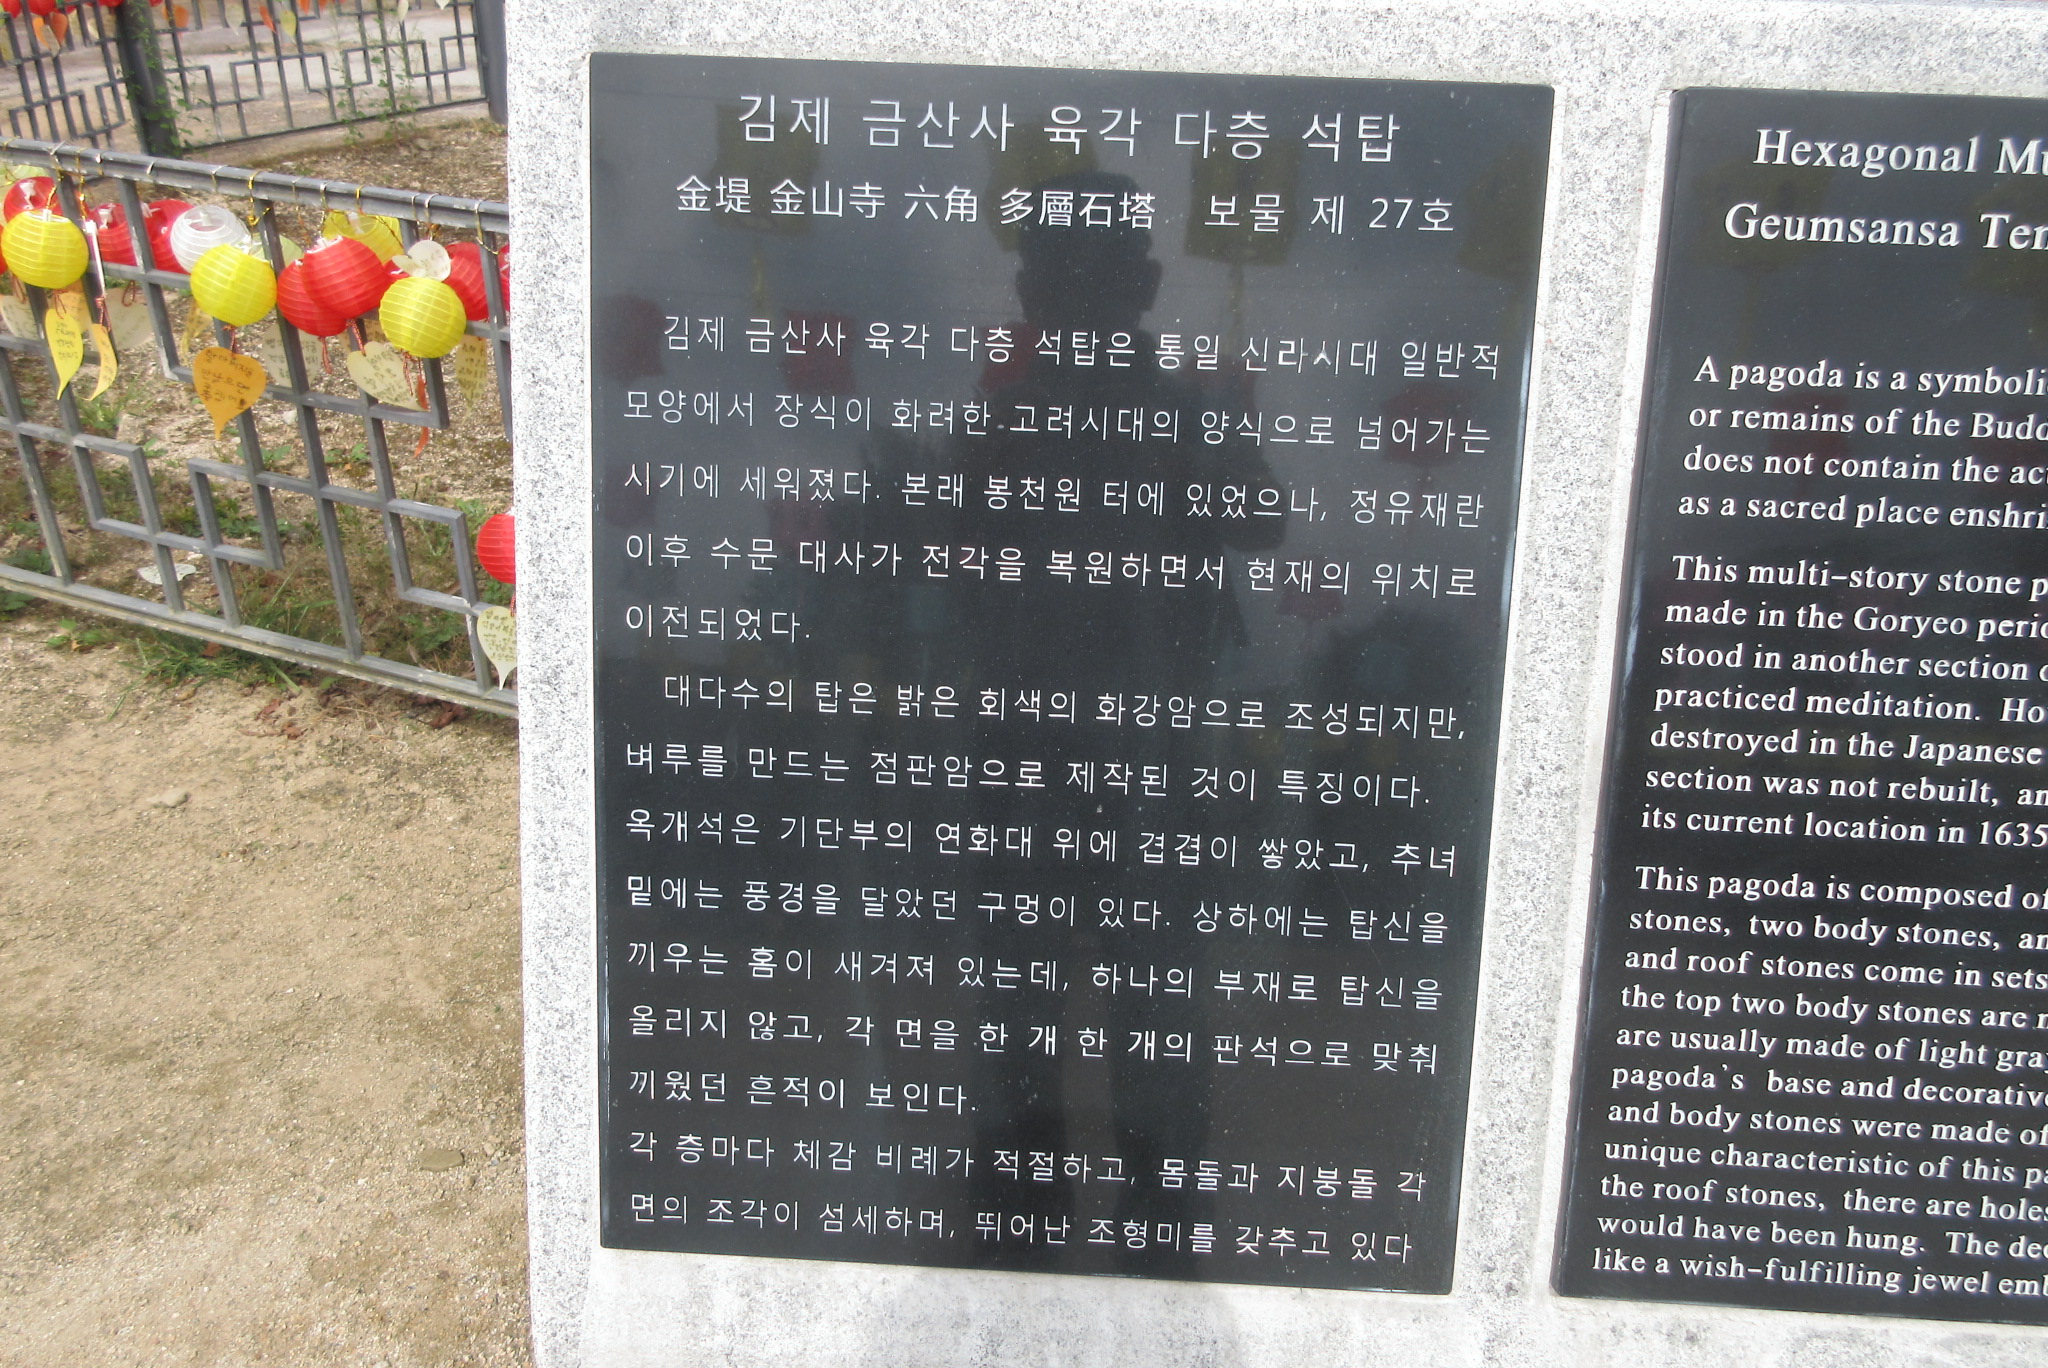 김제 금산사 육각 다층 석탑
金堤 金山寺 六角 多層石塔 보물 제 27호
김제 금산사 육각 다층 석탑은 통일 신라시대 일반적
모양에서 장식이 화려한 고려시대의 양식으로 넘어가는
시기에 세워졌다. 본래 봉천원 터에 있었으나, 정유재란
이후 수문 대사가 전각을 복원하면서 현재의 위치로
이전되었다.
대다수의 탑은 밝은 회색의 화강암으로 조성되지만,
벼루를 만드는 점판암으로 제작된 것이 특징이다.
옥개석은 기단부의 연화대 위에 겹겹이 쌓았고, 추녀
밑에는 풍경을 달았던 구멍이 있다. 상하에는 탑신을
끼우는 홈이 새겨져 있는데, 하나의 부재로 탑신을
올리지 않고, 각 면을 한 개 한 개의 판석으로 맞춰
끼웠던 흔적이 보인다.
각 층마다 체감 비례가 적절하고, 몸돌과 지붕돌 각
면의 조각이 섬세하며, 뛰어난 조형미를 갖추고 있다
Hexagonal
Geumsansa
A pagoda is a
or remains of the
does not contain the
as a sacred place
This multi-story stone
made in the Goryeo
stood in another section
practiced meditation.
destroyed in the Japanese
section was not rebuilt,
its current location in 1635
This pagoda is composed of
stones, two body stones,
and roof stones come in sets
the top two body stones are
are usually made of light
pagoda's base and
and body stones were made of
unique characteristic of this
the roof stones, there are
would have been hung. The
like a wish-fulfilling jewel